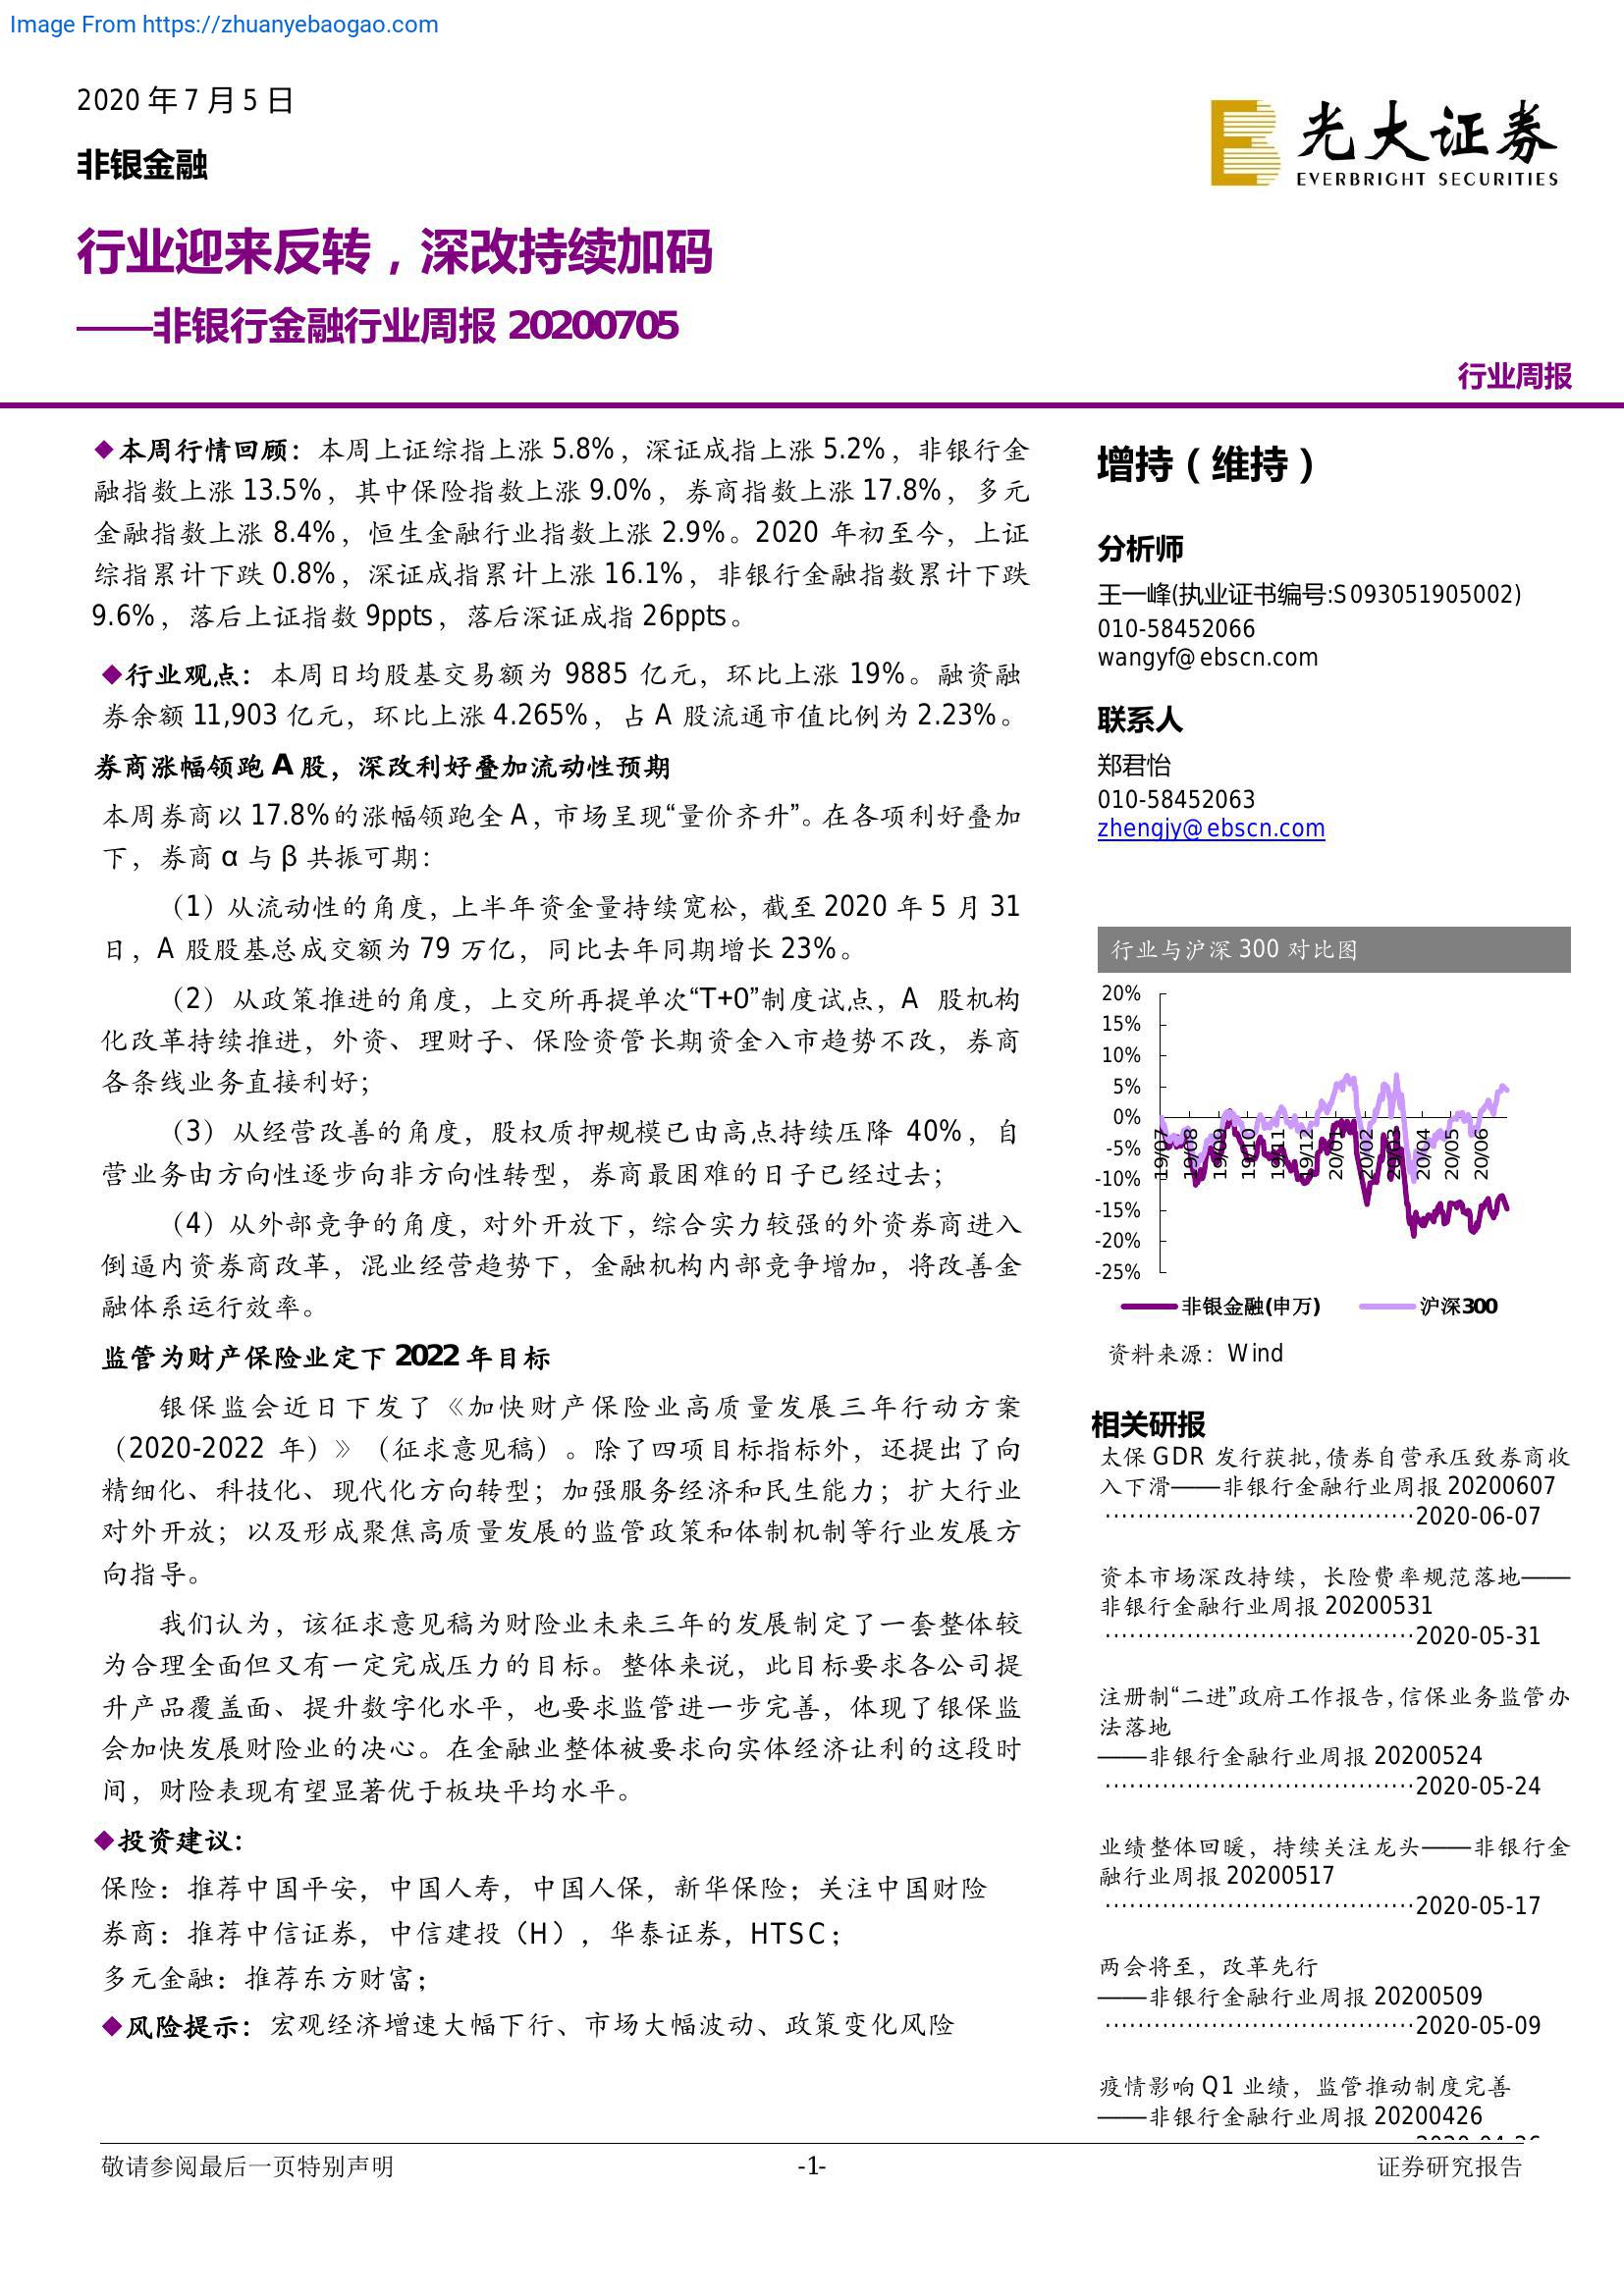 Image From https://zhuanyebaogao.com
2020 年 7 月 5 日
非银金融
光大证券
EVERBRIGHT SECURITIES
行业迎来反转，深改持续加码
——非银行金融行业周报 20200705
行业周报
◆本周行情回顾：本周上证综指上涨 5.8%，深证成指上涨 5.2%，非银行金
融指数上涨 13.5%，其中保险指数上涨 9.0%，券商指数上涨 17.8%，多元
金融指数上涨 8.4%，恒生金融行业指数上涨 2.9%。2020 年初至今，上证
综指累计下跌 0.8%，深证成指累计上涨 16.1%，非银行金融指数累计下跌
9.6%，落后上证指数 9ppts，落后深证成指 26ppts。
◆行业观点：本周日均股基交易额为 9885 亿元，环比上涨 19%。融资融
券余额 11,903 亿元，环比上涨 4.265%，占 A 股流通市值比例为 2.23%。
券商涨幅领跑 A 股，深改利好叠加流动性预期
本周券商以 17.8%的涨幅领跑全 A，市场呈现“量价齐升”。在各项利好叠加
下，券商 α 与 β 共振可期：
（1）从流动性的角度，上半年资金量持续宽松，截至 2020 年 5 月 31
日，A 股股基总成交额为 79 万亿，同比去年同期增长 23%。
（2）从政策推进的角度，上交所再提单次“T+0”制度试点，A 股机构
化改革持续推进，外资、理财子、保险资管长期资金入市趋势不改，券商
各条线业务直接利好；
（3）从经营改善的角度，股权质押规模已由高点持续压降 40%，自
营业务由方向性逐步向非方向性转型，券商最困难的日子已经过去；
（4）从外部竞争的角度，对外开放下，综合实力较强的外资券商进入
倒逼内资券商改革，混业经营趋势下，金融机构内部竞争增加，将改善金
融体系运行效率。
监管为财产保险业定下 2022 年目标
银保监会近日下发了《加快财产保险业高质量发展三年行动方案
（2020-2022 年）》（征求意见稿）。除了四项目标指标外，还提出了向
精细化、科技化、现代化方向转型；加强服务经济和民生能力；扩大行业
对外开放；以及形成聚焦高质量发展的监管政策和体制机制等行业发展方
向指导。
我们认为，该征求意见稿为财险业未来三年的发展制定了一套整体较
为合理全面但又有一定完成压力的目标。整体来说，此目标要求各公司提
升产品覆盖面、提升数字化水平，也要求监管进一步完善，体现了银保监
会加快发展财险业的决心。在金融业整体被要求向实体经济让利的这段时
间，财险表现有望显著优于板块平均水平。
◆投资建议：
保险：推荐中国平安，中国人寿，中国人保，新华保险；关注中国财险
券商：推荐中信证券，中信建投（H），华泰证券，HTSC；
多元金融：推荐东方财富；
◆风险提示：宏观经济增速大幅下行、市场大幅波动、政策变化风险
增持（维持）
分析师
王一峰(执业证书编号:S093051905002)
010-58452066
wangyf@ebscn.com
联系人
郑君怡
010-58452063
zhengjy@ebscn.com
行业与沪深 300 对比图
20%
15%
10%
5%
0%
-5%
-10%
-15%
-20%
-25%
19/07 19/08 19/09 19/10 19/11 19/12 20/01 20/02 20/03 20/04 20/05 20/06
非银金融(申万) 沪深300
资料来源：Wind
相关研报
太保 GDR 发行获批，债券自营承压致券商收
入下滑——非银行金融行业周报 20200607
······································2020-06-07
资本市场深改持续，长险费率规范落地——
非银行金融行业周报 20200531
······································2020-05-31
注册制“二进”政府工作报告，信保业务监管办
法落地
——非银行金融行业周报 20200524
······································2020-05-24
业绩整体回暖，持续关注龙头——非银行金
融行业周报 20200517
······································2020-05-17
两会将至，改革先行
——非银行金融行业周报 20200509
······································2020-05-09
疫情影响 Q1 业绩，监管推动制度完善
——非银行金融行业周报 20200426
敬请参阅最后一页特别声明 -1- 证券研究报告